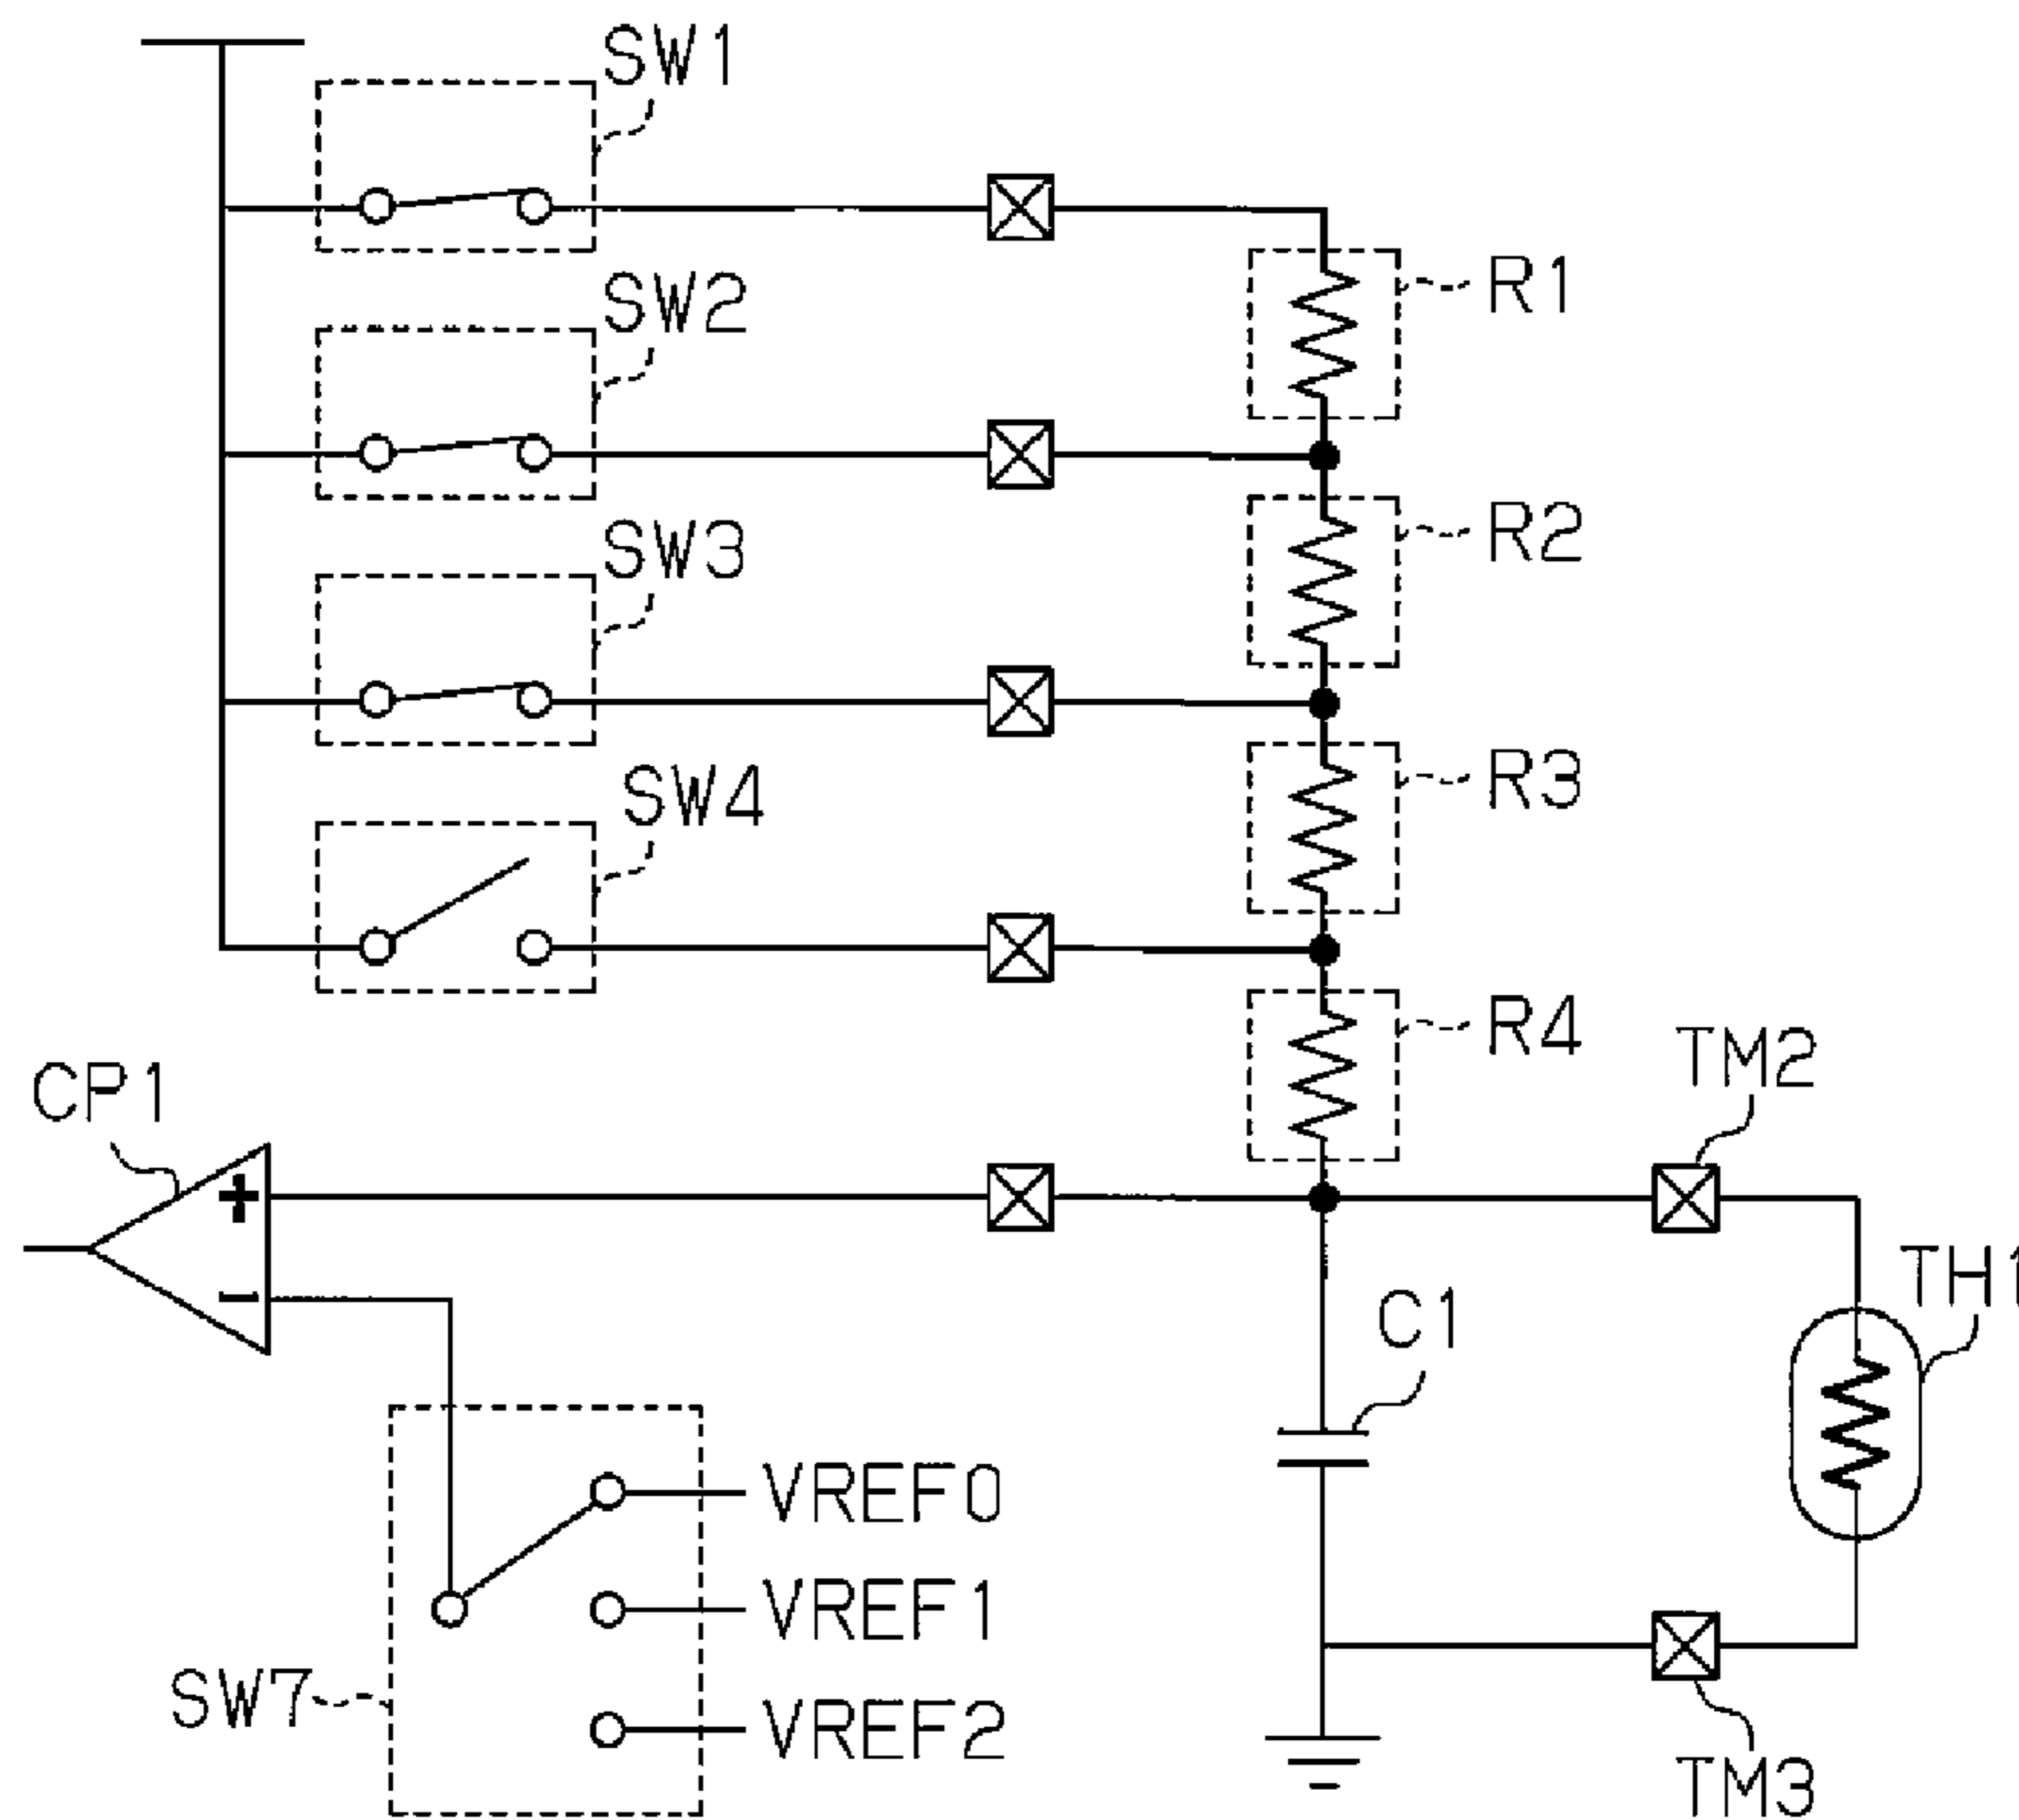 SW1
SW2
R1
SW3
R2
SW4
R3
CP1
R4
TM2
+
−
C1
TH1
VREF0
VREF1
SW7
VREF2
TM3